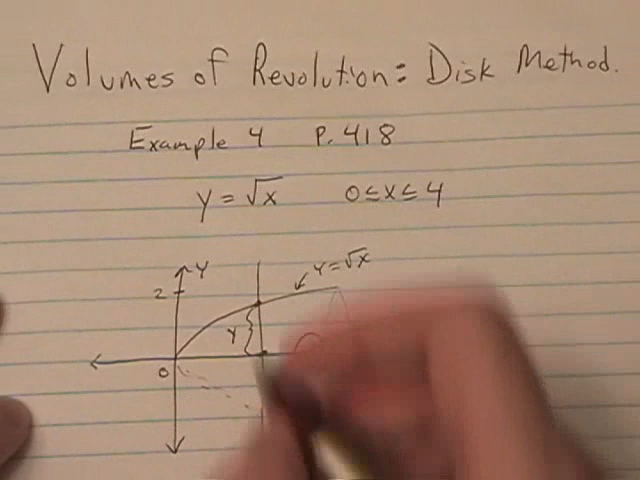 Volumes of Revolution: Disk Method.
Example 4 P. 418
y = √x 0 ≤ x ≤ 4
Y
y = √x
2
Y
0